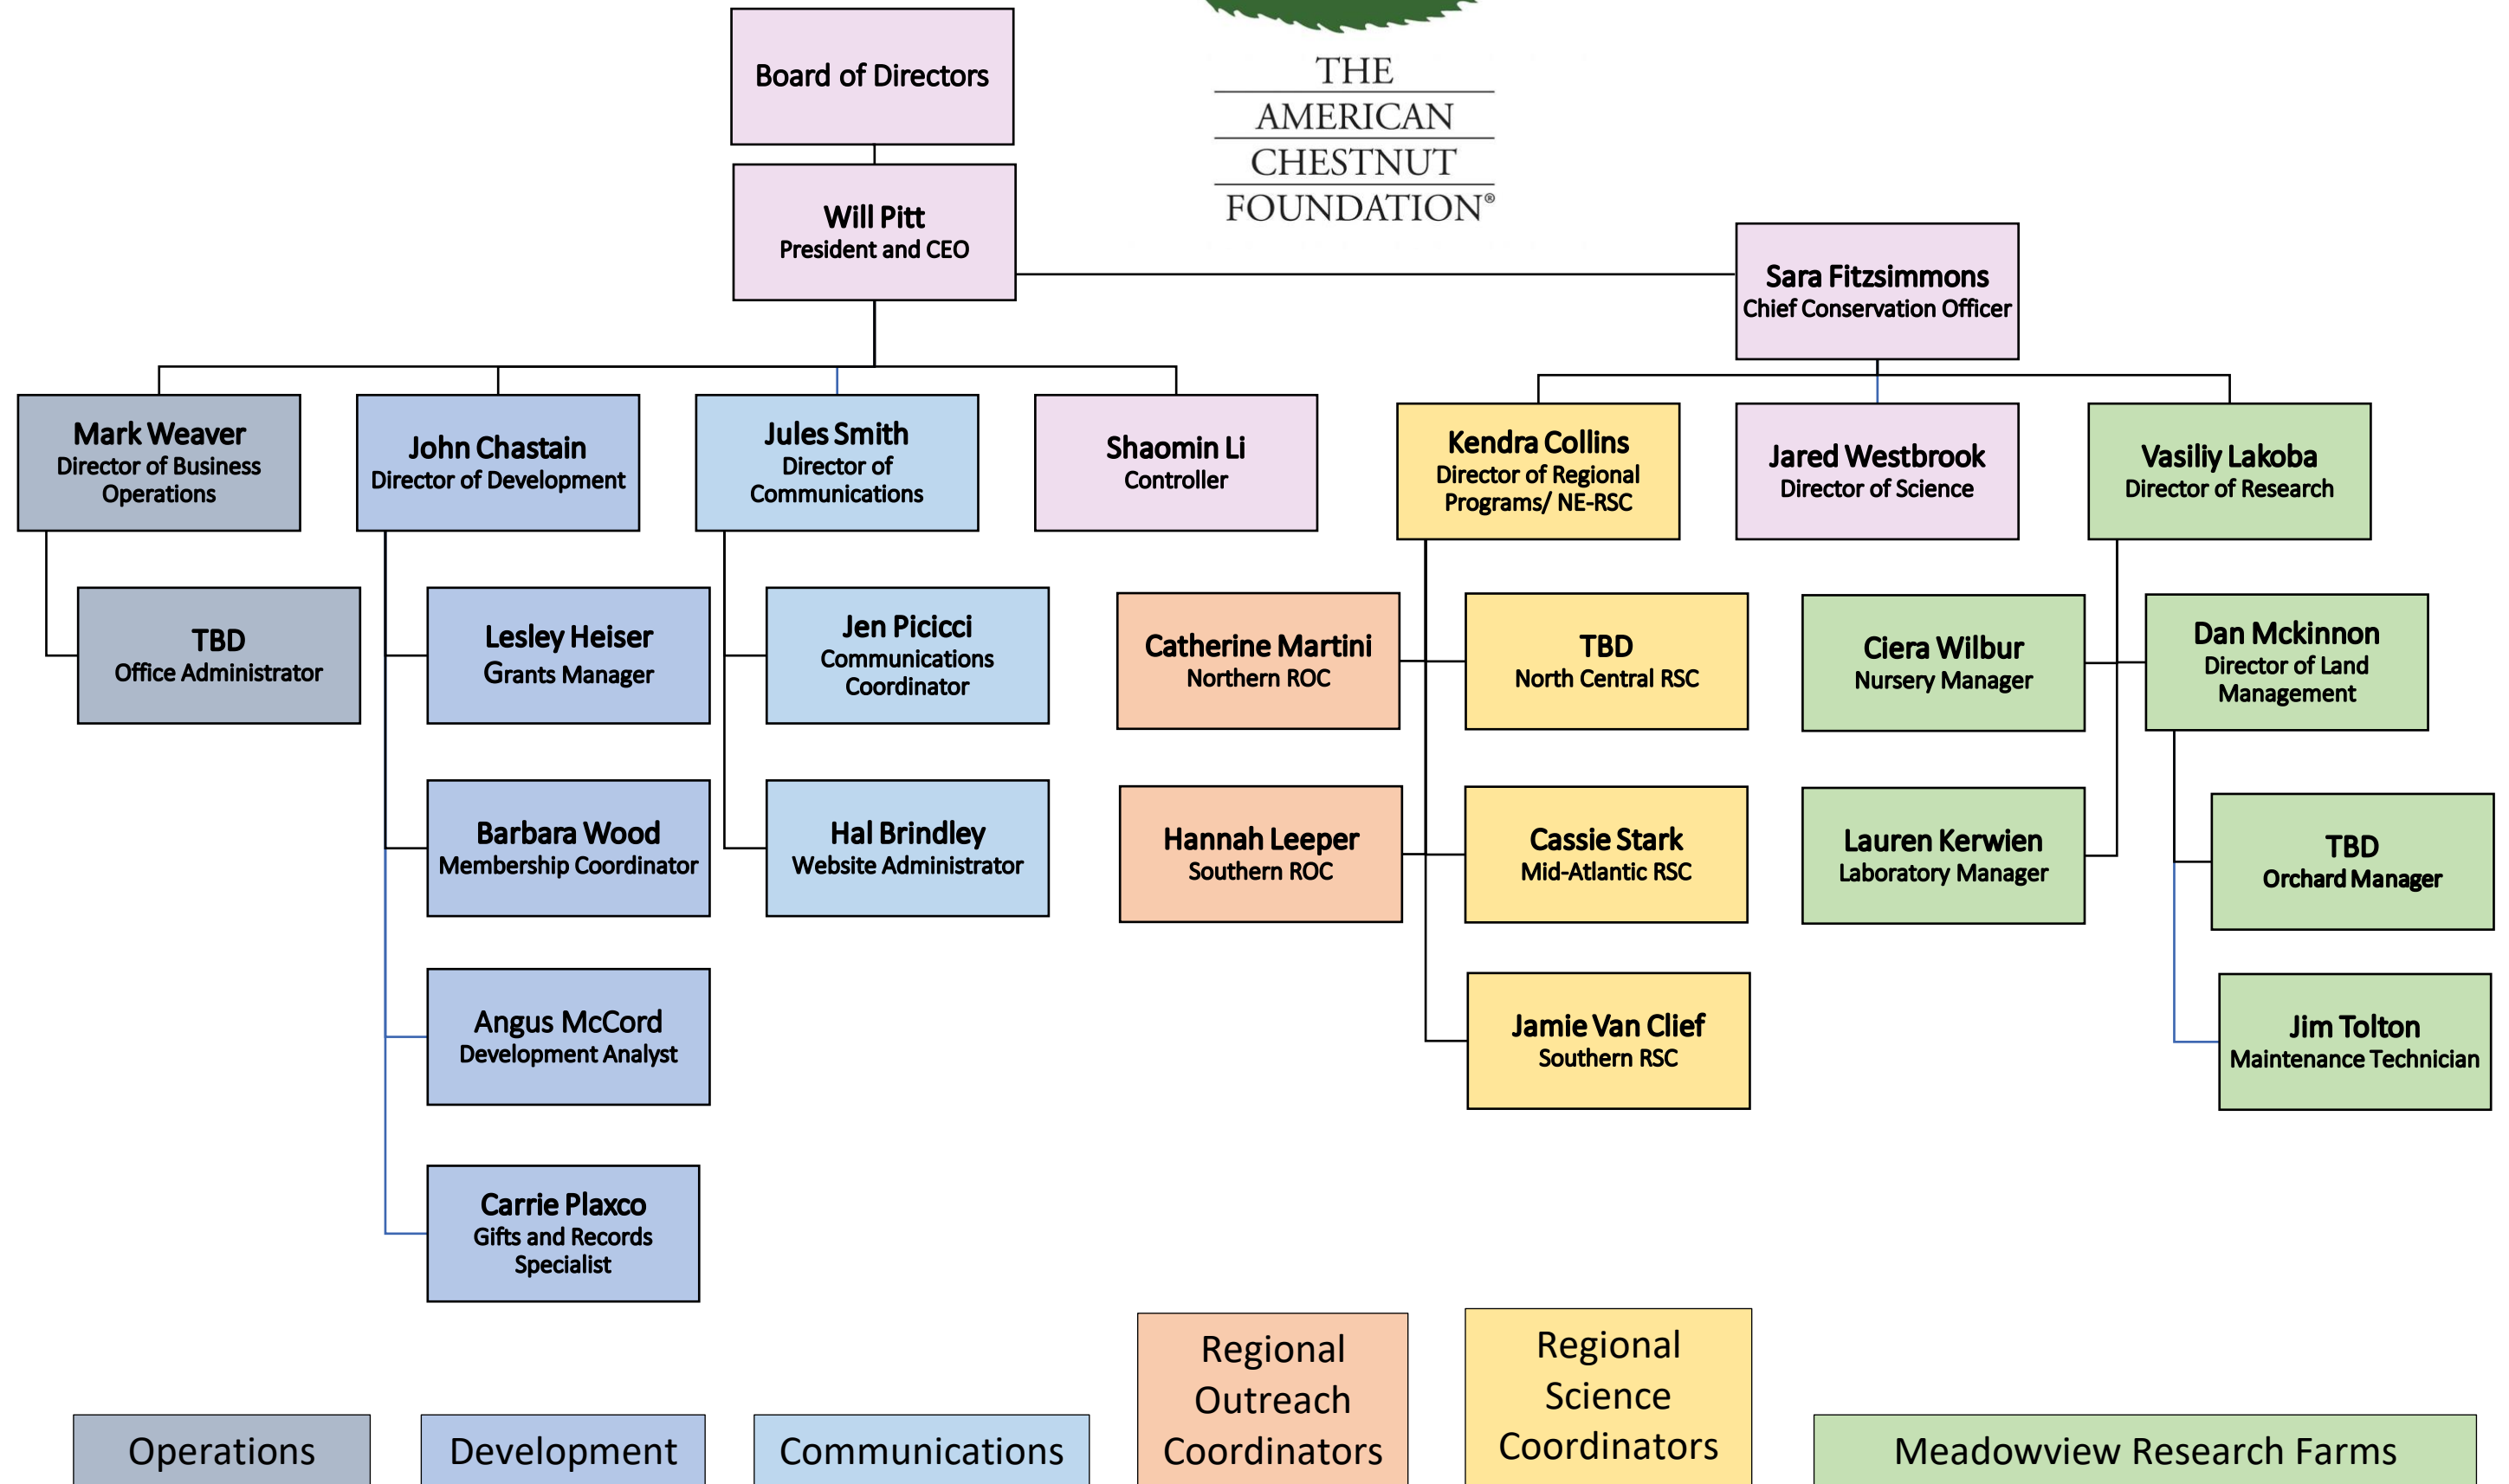 Board of Directors
THE
AMERICAN
CHESTNUT
FOUNDATION®
Will Pitt
President and CEO
Sara Fitzsimmons
Chief Conservation Officer
Mark Weaver
Director of Business
Operations
John Chastain
Director of Development
Jules Smith
Director of
Communications
Shaomin Li
Controller
Kendra Collins
Director of Regional
Programs/ NE-RSC
Jared Westbrook
Director of Science
Vasiliy Lakoba
Director of Research
TBD
Office Administrator
Lesley Heiser
Grants Manager
Jen Picicci
Communications
Coordinator
Catherine Martini
Northern ROC
TBD
North Central RSC
Ciera Wilbur
Nursery Manager
Dan Mckinnon
Director of Land
Management
Barbara Wood
Membership Coordinator
Hal Brindley
Website Administrator
Hannah Leeper
Southern ROC
Cassie Stark
Mid-Atlantic RSC
Lauren Kerwien
Laboratory Manager
TBD
Orchard Manager
Angus McCord
Development Analyst
Jamie Van Clief
Southern RSC
Jim Tolton
Maintenance Technician
Carrie Plaxco
Gifts and Records
Specialist
Operations
Development
Communications
Regional
Outreach
Coordinators
Regional
Science
Coordinators
Meadowview Research Farms